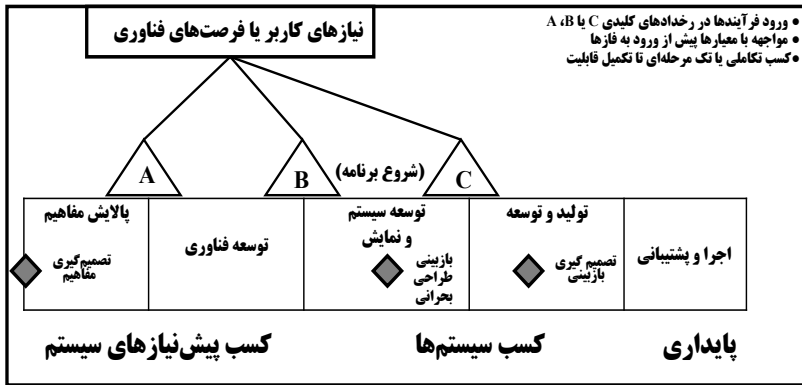 نیازهای کاربر یا فرصت‌های فناوری
● ورود فرآیندها در رخدادهای کلیدی A ،B یا C
● مواجهه با معیارها پیش از ورود به فازها
● کسب تکاملی یا تک مرحله‌ای تا تکمیل قابلیت
A
B
(شروع برنامه)
C
پالایش مفاهیم
تصمیم‌گیری
مفاهیم
توسعه فناوری
توسعه سیستم
و نمایش
بازبینی
طراحی
بحرانی
تولید و توسعه
تصمیم گیری
بازبینی
اجرا و پشتیبانی
کسب پیش‌نیازهای سیستم
کسب سیستم‌ها
پایداری